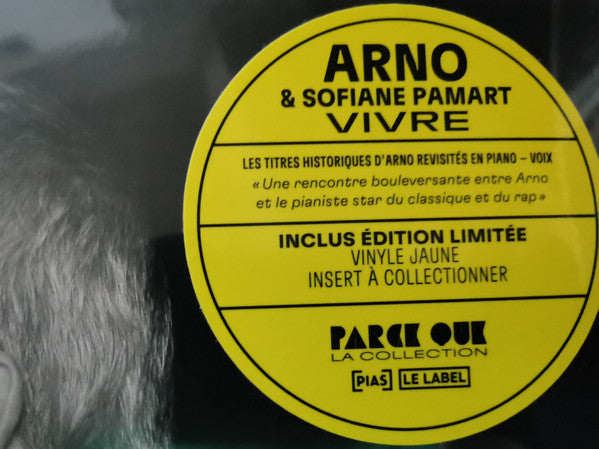 ARNO
& SOFIANE PAMART
VIVRE
LES TITRES HISTORIQUES D'ARNO REVISITÉS EN PIANO – VOIX
« Une rencontre bouleversante entre Arno
et le pianiste star du classique et du rap »
INCLUS ÉDITION LIMITÉE
VINYLE JAUNE
INSERT À COLLECTIONNER
PARCK QUE
LA COLLECTION
[PIAS] LE LABEL